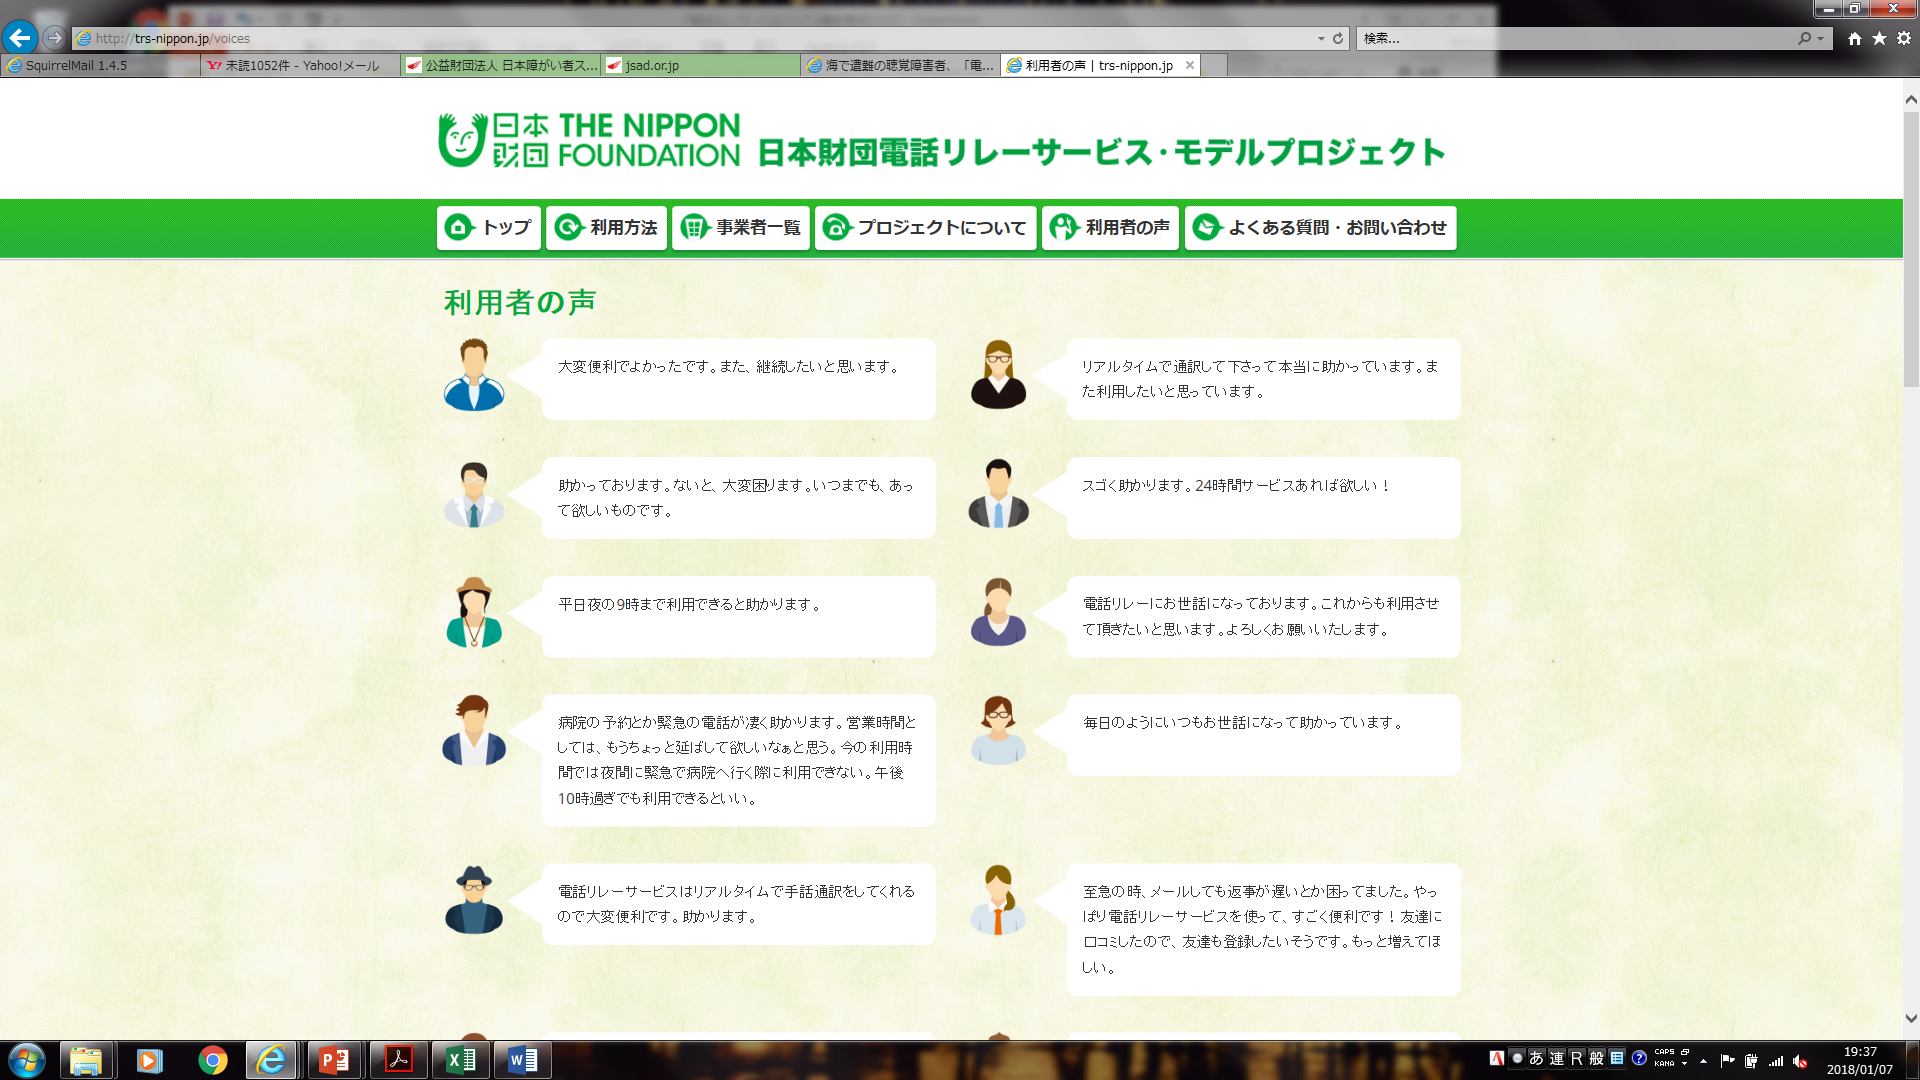 http://trs-nippon.jp/voices
検索...
SquirrelMail 1.4.5
未読1052件 - Yahoo!メール
公益財団法人 日本障がい者ス...
jsad.or.jp
海で遭難の聴覚障害者、「電...
利用者の声 | trs-nippon.jp
日本財団 THE NIPPON FOUNDATION
日本財団電話リレーサービス・モデルプロジェクト
トップ
利用方法
事業者一覧
プロジェクトについて
利用者の声
よくある質問・お問い合わせ
利用者の声
大変便利でよかったです。また、継続したいと思います。
リアルタイムで通訳して下さって本当に助かっています。ま
た利用したいと思っています。
助かっております。ないと、大変困ります。いつまでも、あっ
て欲しいものです。
スゴく助かります。24時間サービスあれば欲しい！
平日夜の9時まで利用できると助かります。
電話リレーにお世話になっております。これからも利用させ
て頂きたいと思います。よろしくお願いいたします。
病院の予約とか緊急の電話が凄く助かります。営業時間と
しては、もうちょっと延ばして欲しいなぁと思う。今の利用時
間では夜間に緊急で病院へ行く際に利用できない。午後
10時過ぎでも利用できるといい。
毎日のようにいつもお世話になって助かっています。
電話リレーサービスはリアルタイムで手話通訳をしてくれる
ので大変便利です。助かります。
至急の時、メールしても返事が遅いとか困ってました。やっ
ぱり電話リレーサービスを使って、すごく便利です！友達に
口コミしたので、友達も登録したいそうです。もっと増えてほ
しい。
A あ 連 R 般
CAPS
KANA
19:37
2018/01/07